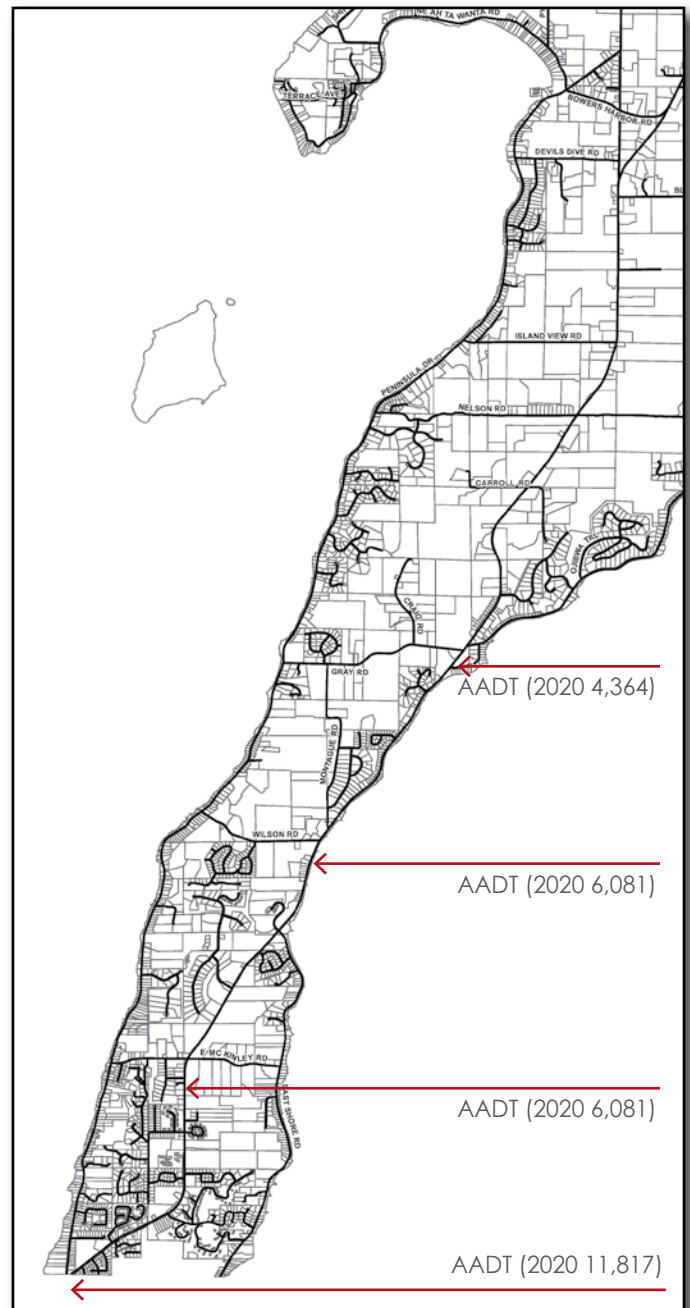 NE AH TA WANTA RD
TERRACE AVE
BOWERS HARBOR RD
DEVILS DIVE RD
ISLAND VIEW RD
PENINSULA DR
NELSON RD
CARROLL RD
OJIBWA TRL
CRAIG RD
GRAY RD
AADT (2020 4,364)
MONTAGUE RD
WILSON RD
AADT (2020 6,081)
E/MC KINLEY RD
EAST SHORE RD
AADT (2020 6,081)
AADT (2020 11,817)